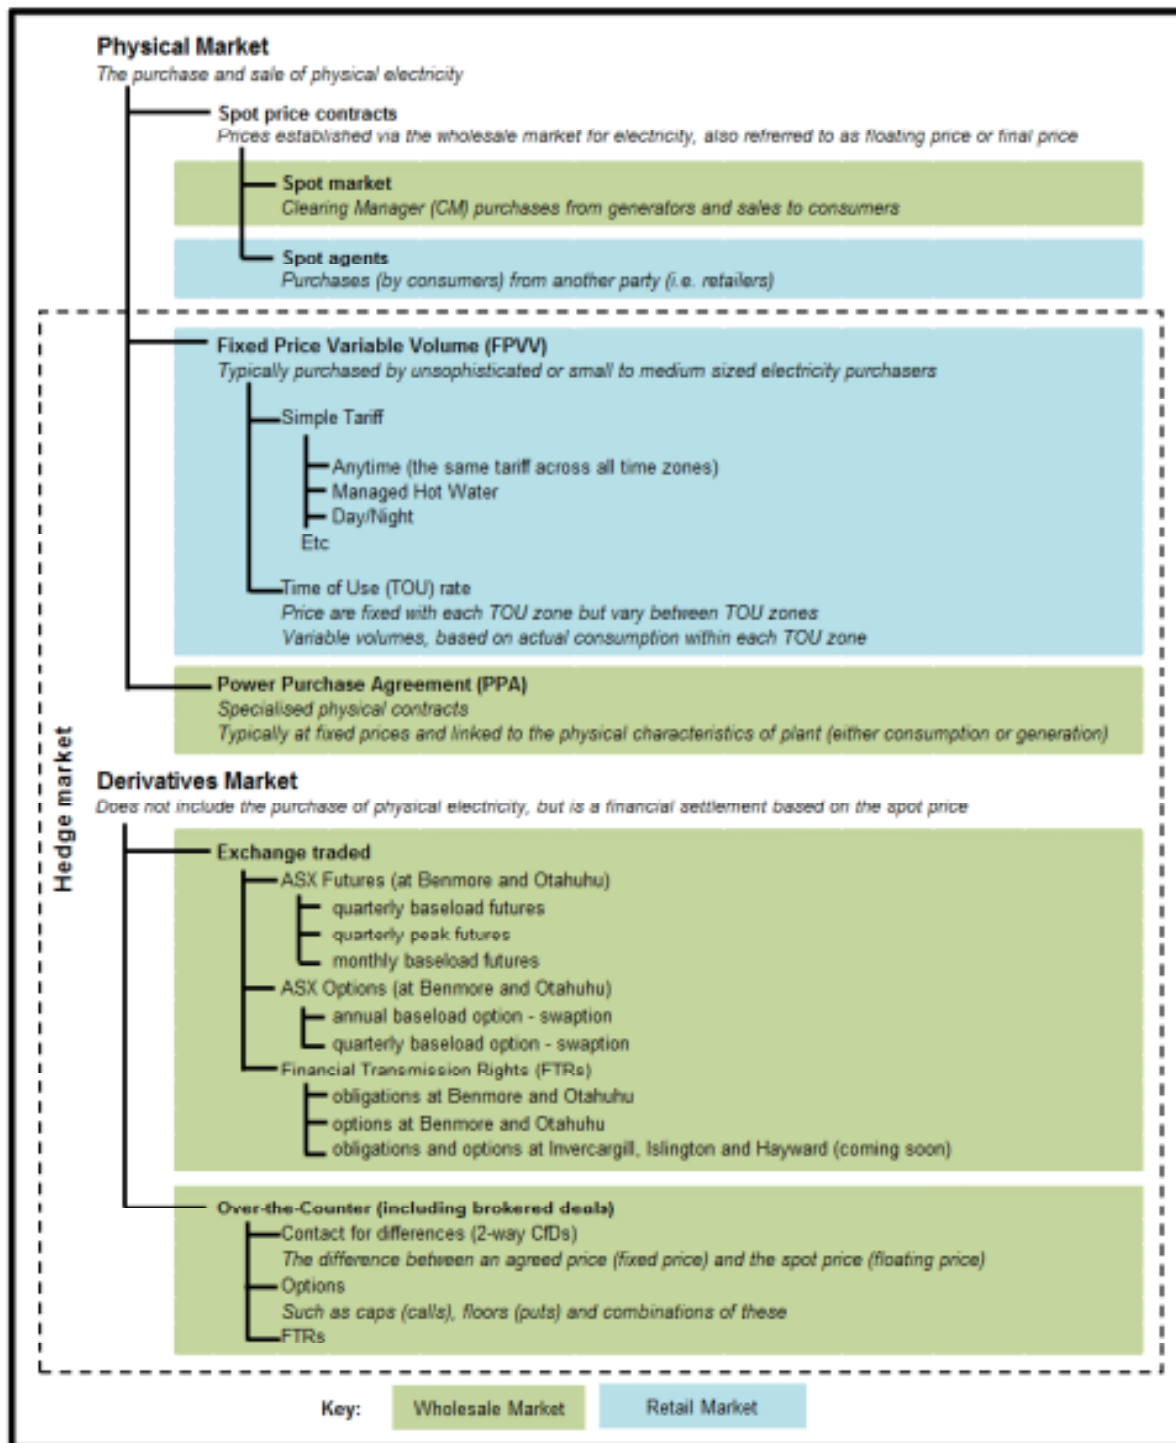 Physical Market
The purchase and sale of physical electricity
Spot price contracts
Prices established via the wholesale market for electricity, also refrerred to as floating price or final price
Spot market
Clearing Manager (CM) purchases from generators and sales to consumers
Spot agents
Purchases (by consumers) from another party (i.e. retailers)
Fixed Price Variable Volume (FPVV)
Typically purchased by unsophisticated or small to medium sized electricity purchasers
Simple Tariff
Anytime (the same tariff across all time zones)
Managed Hot Water
Day/Night
Etc
Time of Use (TOU) rate
Price are fixed with each TOU zone but vary between TOU zones
Variable volumes, based on actual consumption within each TOU zone
Power Purchase Agreement (PPA)
Specialised physical contracts
Typically at fixed prices and linked to the physical characteristics of plant (either consumption or generation)
Hedge market
Derivatives Market
Does not include the purchase of physical electricity, but is a financial settlement based on the spot price
Exchange traded
ASX Futures (at Benmore and Otahuhu)
quarterly baseload futures
quarterly peak futures
monthly baseload futures
ASX Options (at Benmore and Otahuhu)
annual baseload option - swaption
quarterly baseload option - swaption
Financial Transmission Rights (FTRs)
obligations at Benmore and Otahuhu
options at Benmore and Otahuhu
obligations and options at Invercargill, Islington and Hayward (coming soon)
Over-the-Counter (including brokered deals)
Contact for differences (2-way CfDs)
The difference between an agreed price (fixed price) and the spot price (floating price)
Options
Such as caps (calls), floors (puts) and combinations of these
FTRs
Key: Wholesale Market Retail Market